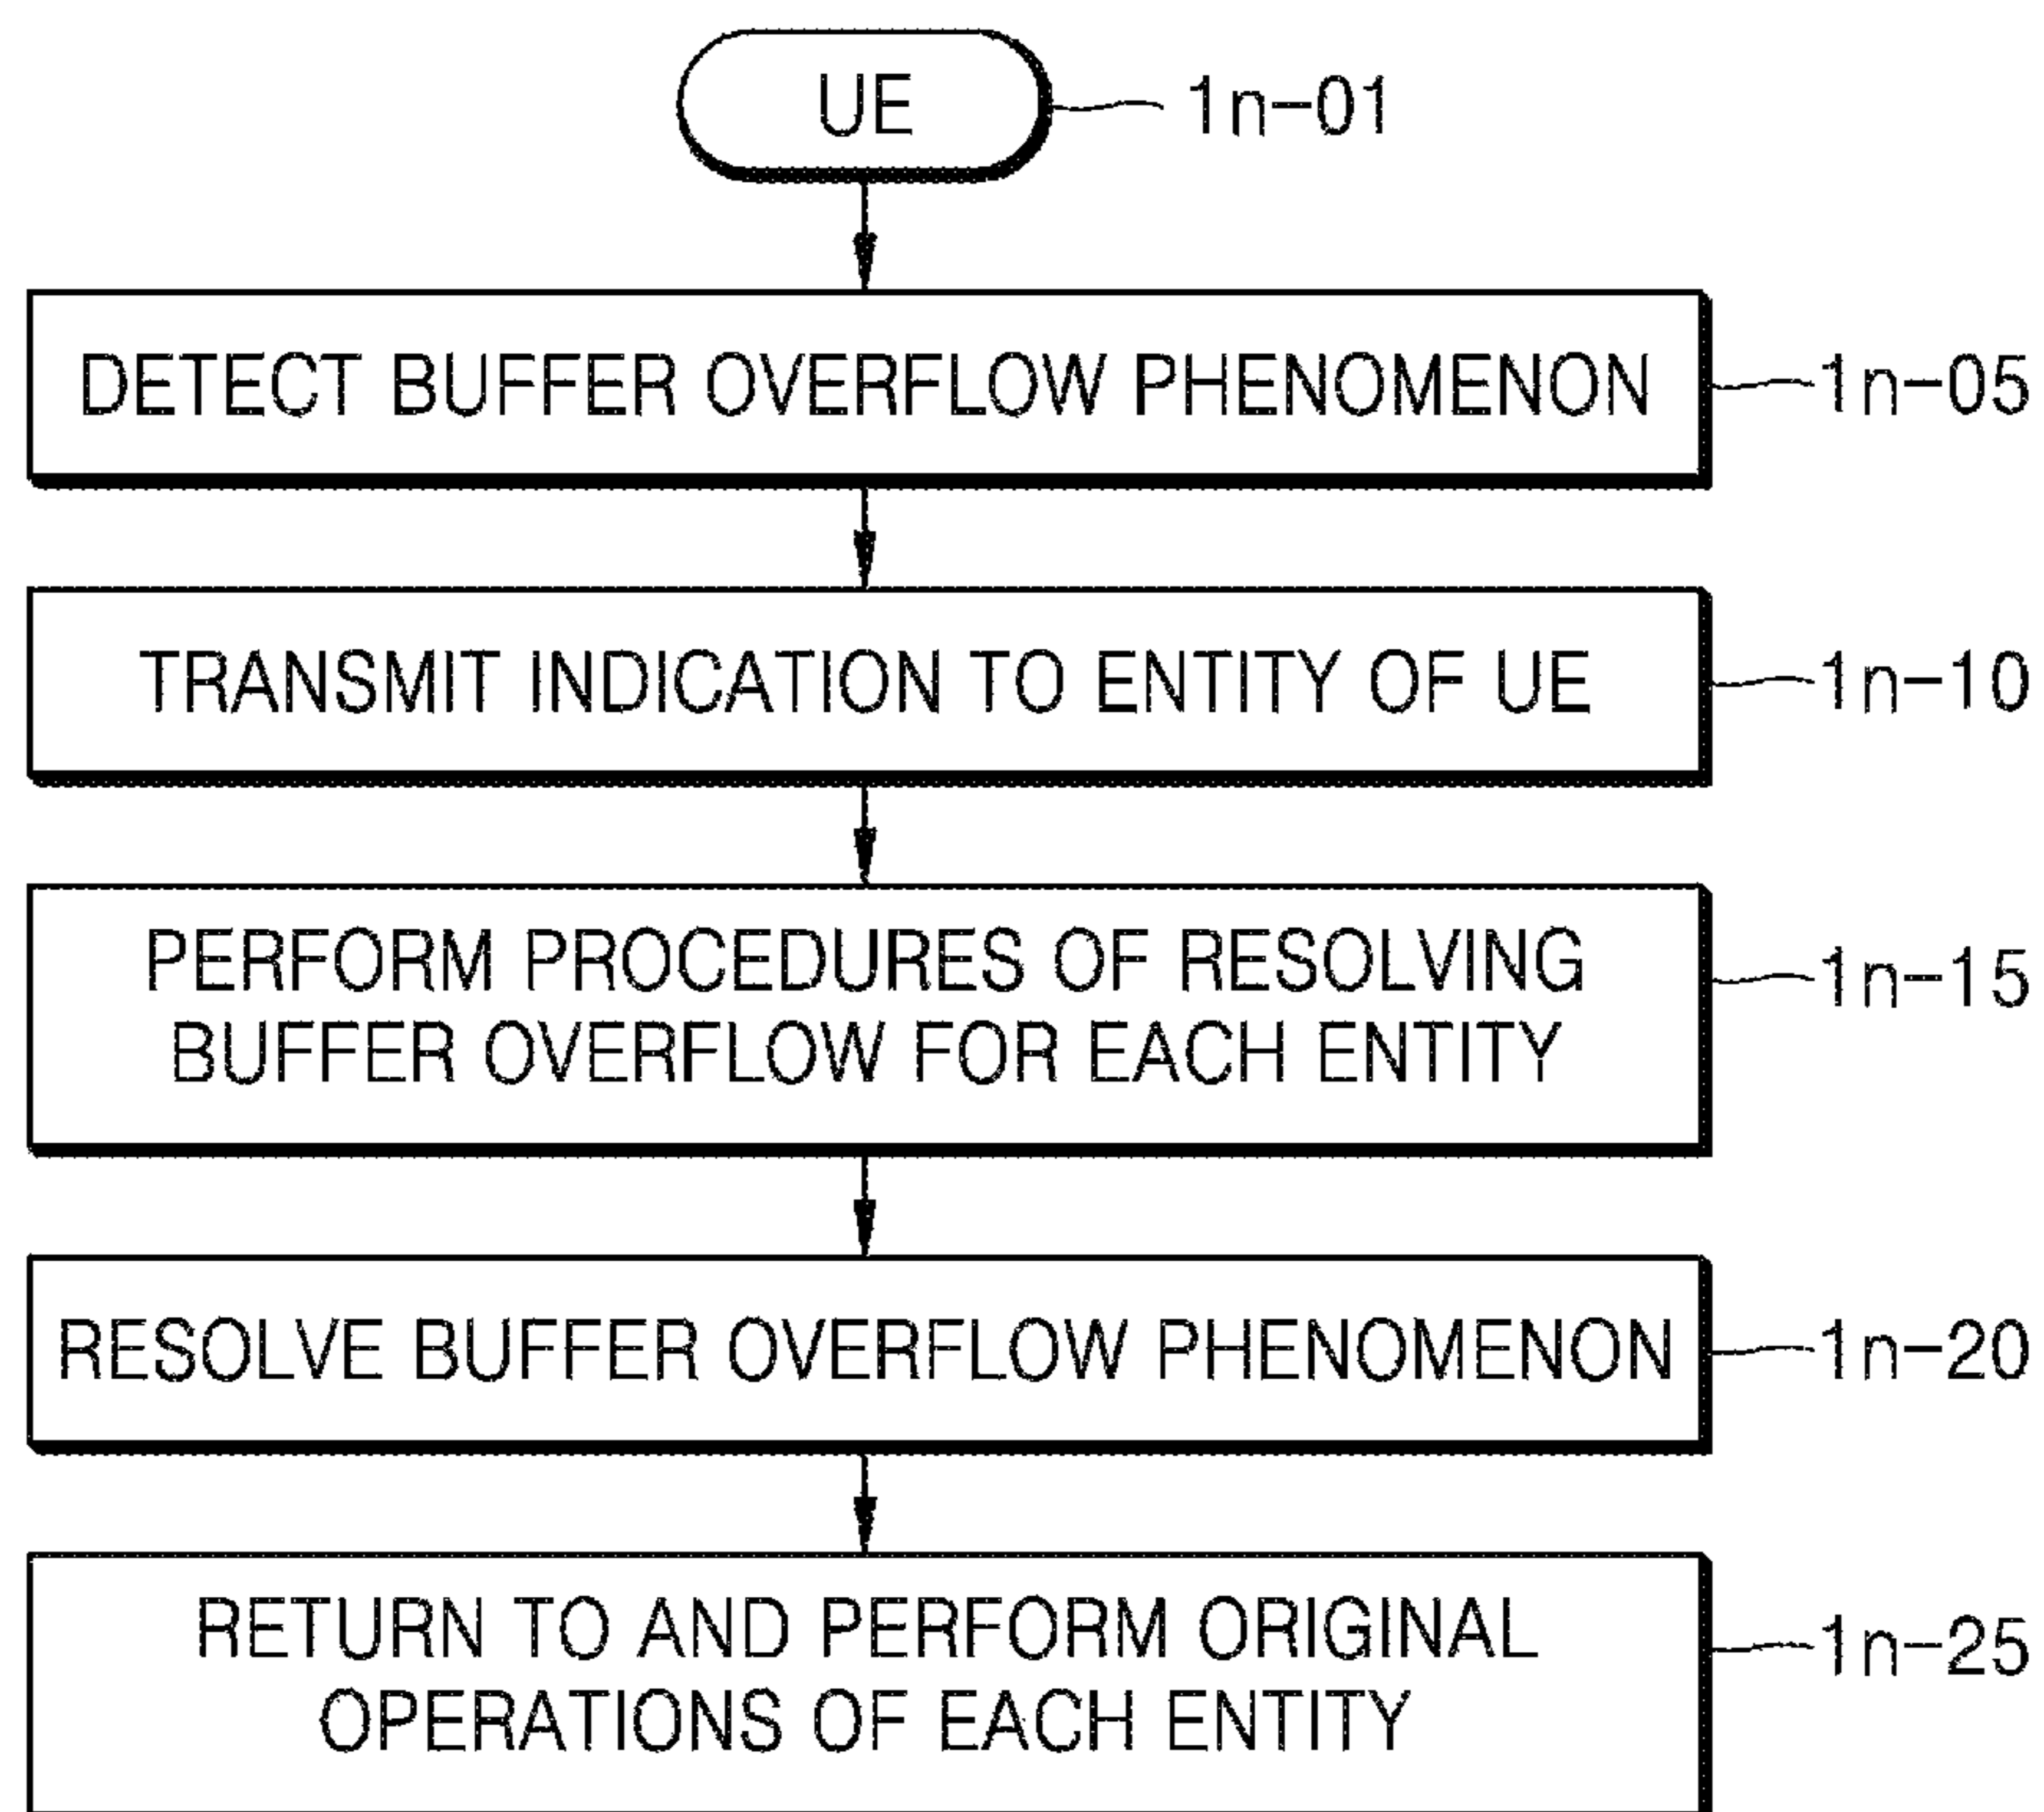 UE 1n-01
DETECT BUFFER OVERFLOW PHENOMENON 1n-05
TRANSMIT INDICATION TO ENTITY OF UE 1n-10
PERFORM PROCEDURES OF RESOLVING
BUFFER OVERFLOW FOR EACH ENTITY
1n-15
RESOLVE BUFFER OVERFLOW PHENOMENON 1n-20
RETURN TO AND PERFORM ORIGINAL
OPERATIONS OF EACH ENTITY
1n-25